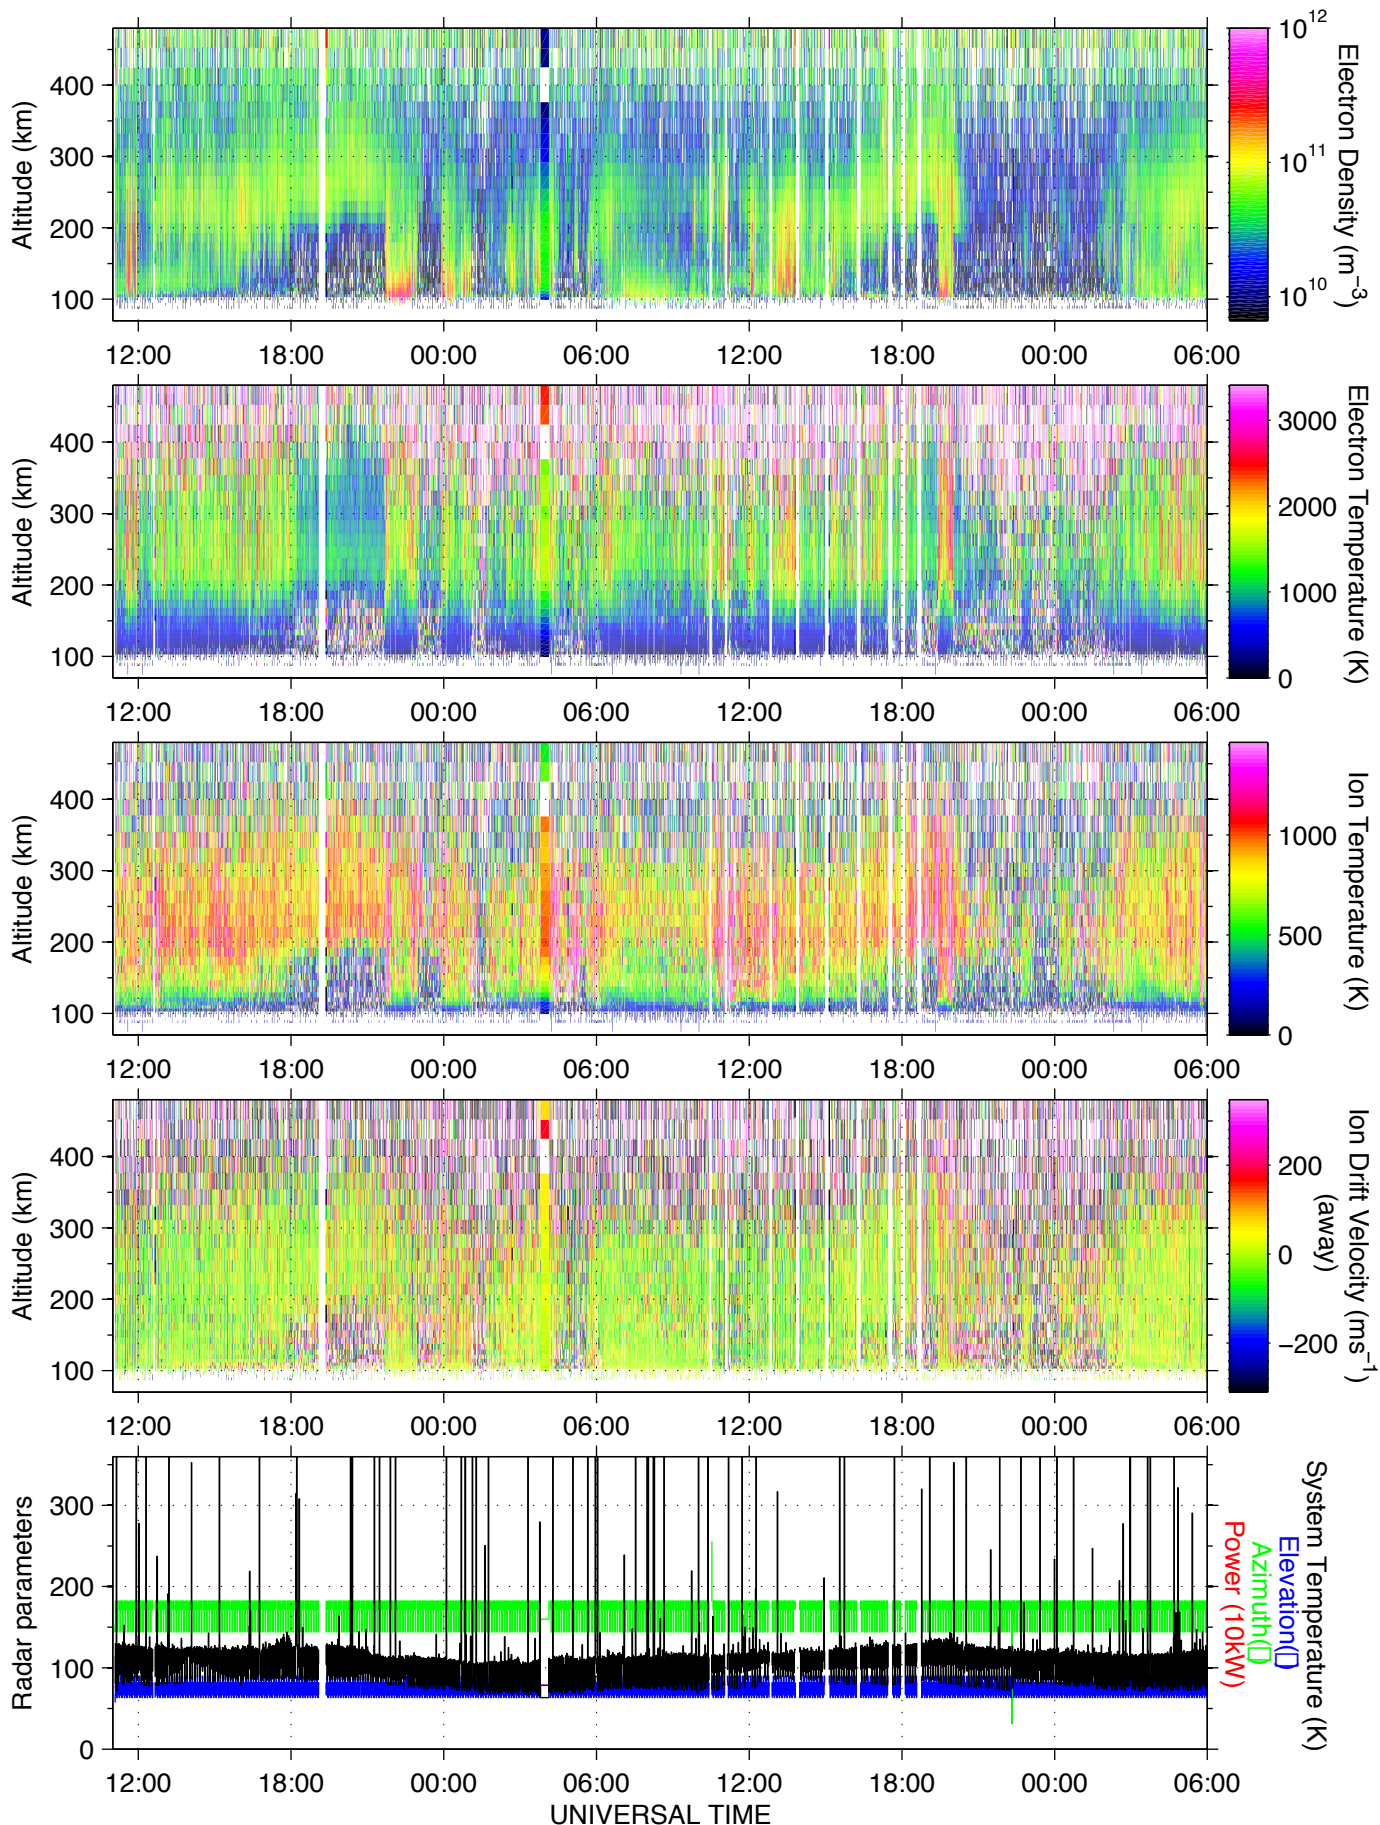 Altitude (km)
400
300
200
100
12:00 18:00 00:00 06:00 12:00 18:00 00:00 06:00
10¹²
10¹¹
10¹⁰
Electron Density (m⁻³)
Altitude (km)
400
300
200
100
12:00 18:00 00:00 06:00 12:00 18:00 00:00 06:00
3000
2000
1000
0
Electron Temperature (K)
Altitude (km)
400
300
200
100
12:00 18:00 00:00 06:00 12:00 18:00 00:00 06:00
1000
500
0
Ion Temperature (K)
Altitude (km)
400
300
200
100
12:00 18:00 00:00 06:00 12:00 18:00 00:00 06:00
200
0
−200
Ion Drift Velocity (ms⁻¹)
(away)
Radar parameters
300
200
100
0
12:00 18:00 00:00 06:00 12:00 18:00 00:00 06:00
UNIVERSAL TIME
System Temperature (K)
Elevation(▯)
Azimuth(▯)
Power (10kW)